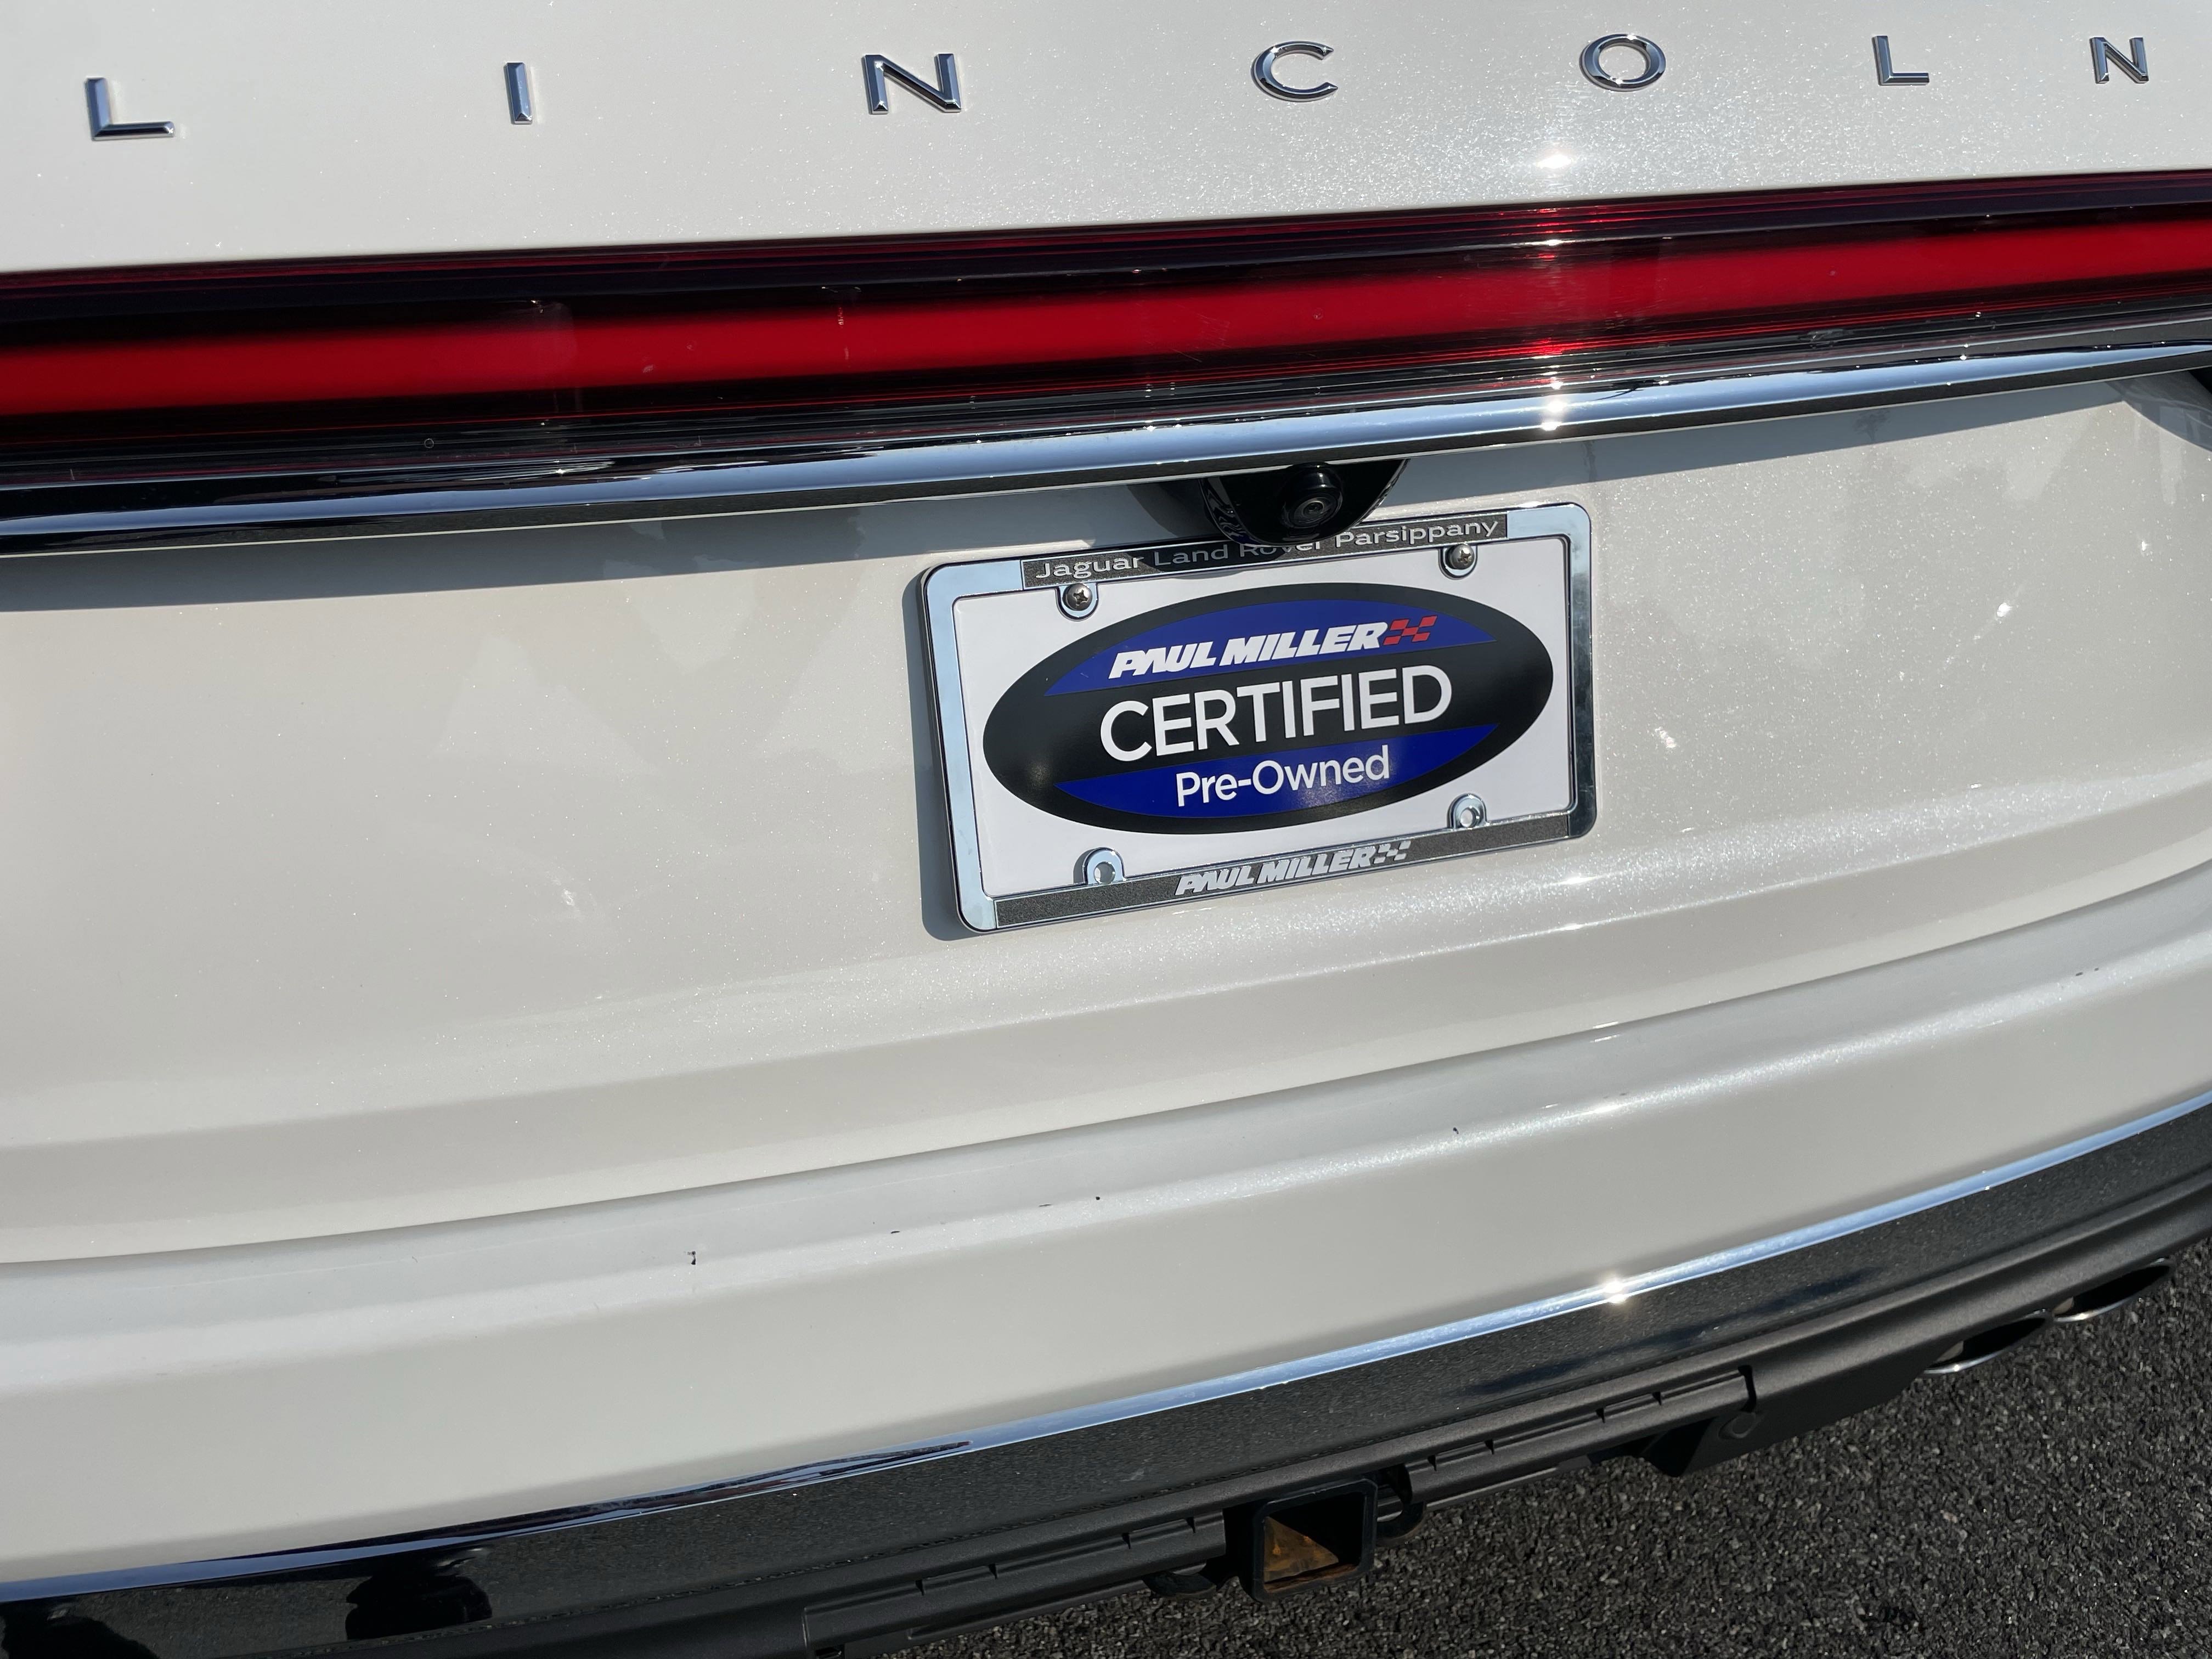 LINCOLN
Jaguar Land Rover Parsippany
PAUL MILLER
CERTIFIED
Pre-Owned
PAUL MILLER